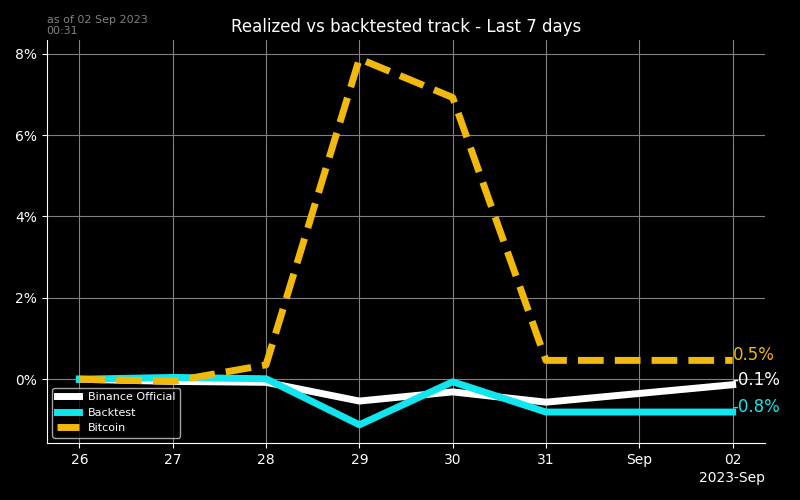 as of 02 Sep 2023
00:31
Realized vs backtested track - Last 7 days
8%
6%
4%
2%
0%
0.5%
-0.1%
-0.8%
Binance Official
Backtest
Bitcoin
26 27 28 29 30 31 Sep 02
2023-Sep